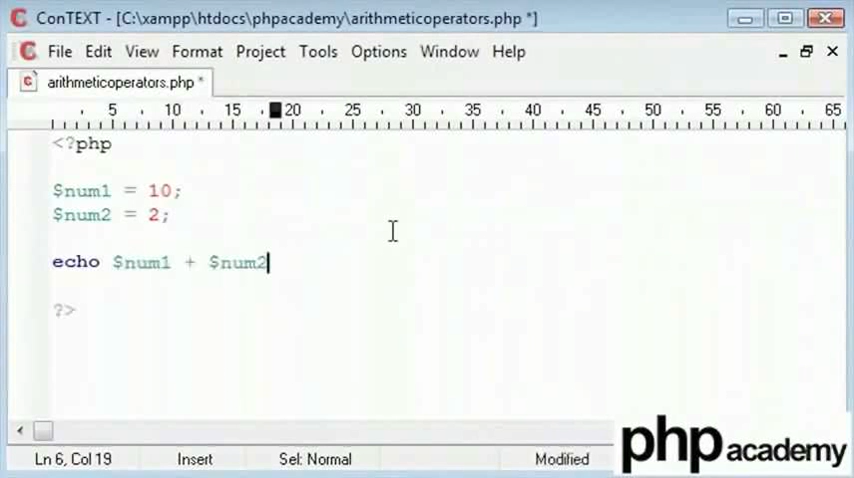 ConTEXT - [C:\xampp\htdocs\phpacademy\arithmeticoperators.php *]
File Edit View Format Project Tools Options Window Help
arithmeticoperators.php *
5 10 15 20 25 30 35 40 45 50 55 60 65
<?php
$num1 = 10;
$num2 = 2;
echo $num1 + $num2
?>
Ln 6, Col 19 Insert Sel: Normal Modified
php academy